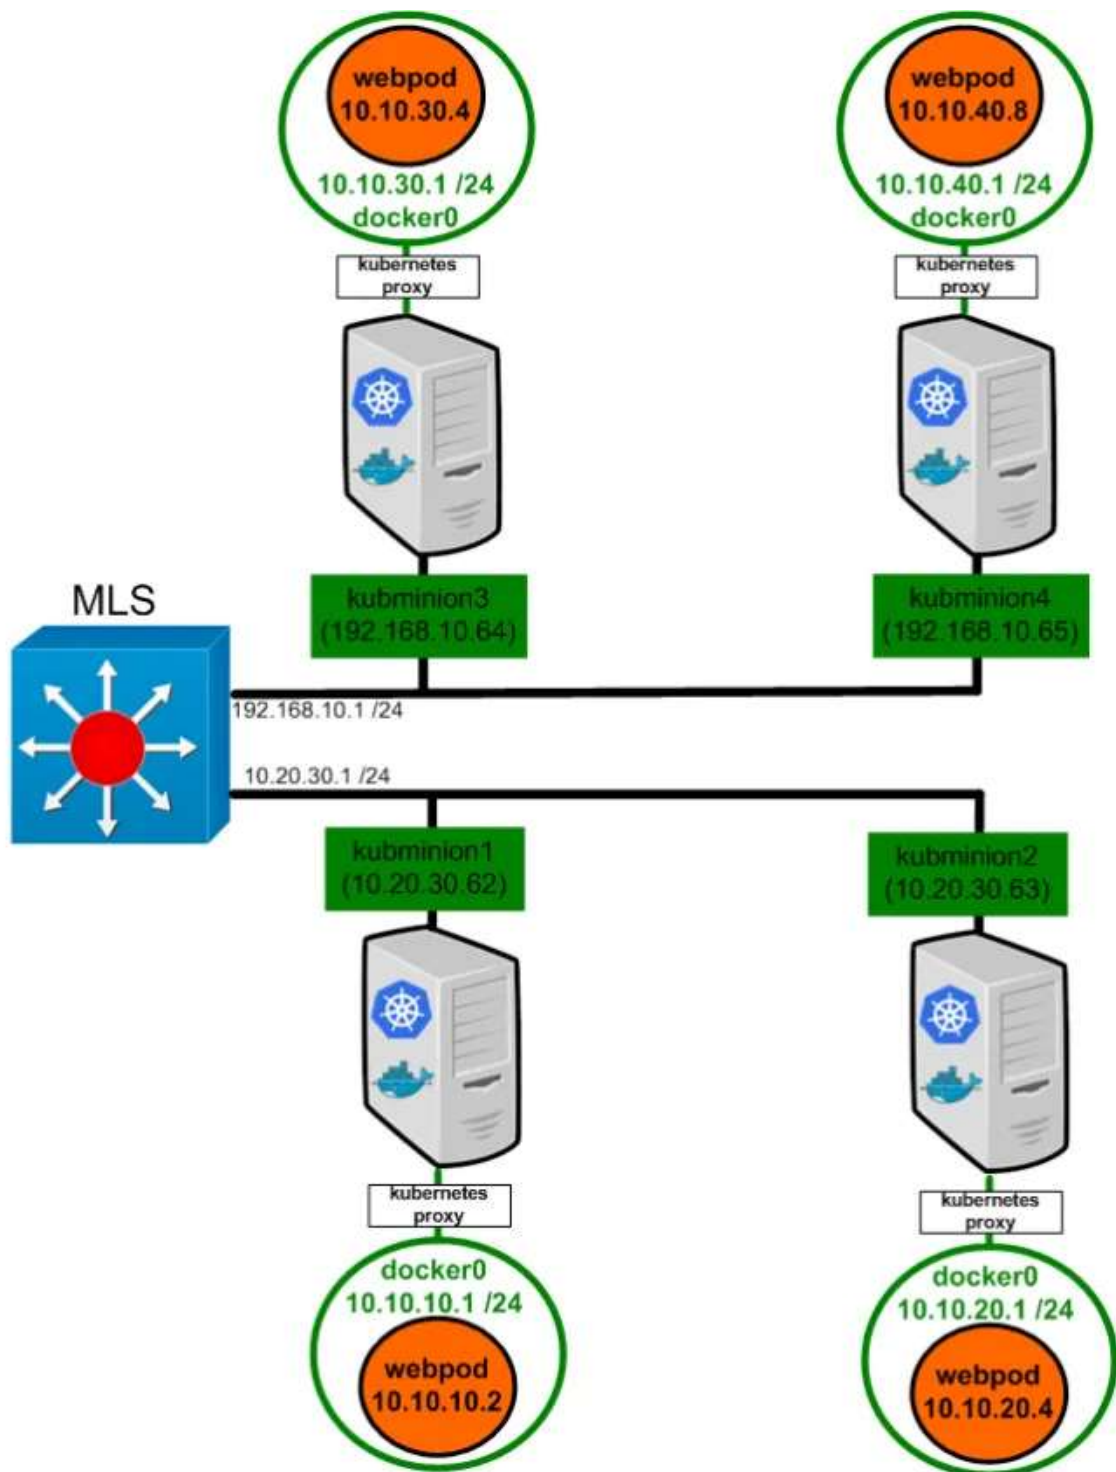 webpod
10.10.30.4
10.10.30.1 /24
docker0
kubernetes
proxy
webpod
10.10.40.8
10.10.40.1 /24
docker0
kubernetes
proxy
kubminion3
(192.168.10.64)
kubminion4
(192.168.10.65)
MLS
192.168.10.1 /24
10.20.30.1 /24
kubminion1
(10.20.30.62)
kubminion2
(10.20.30.63)
kubernetes
proxy
docker0
10.10.10.1 /24
webpod
10.10.10.2
kubernetes
proxy
docker0
10.10.20.1 /24
webpod
10.10.20.4